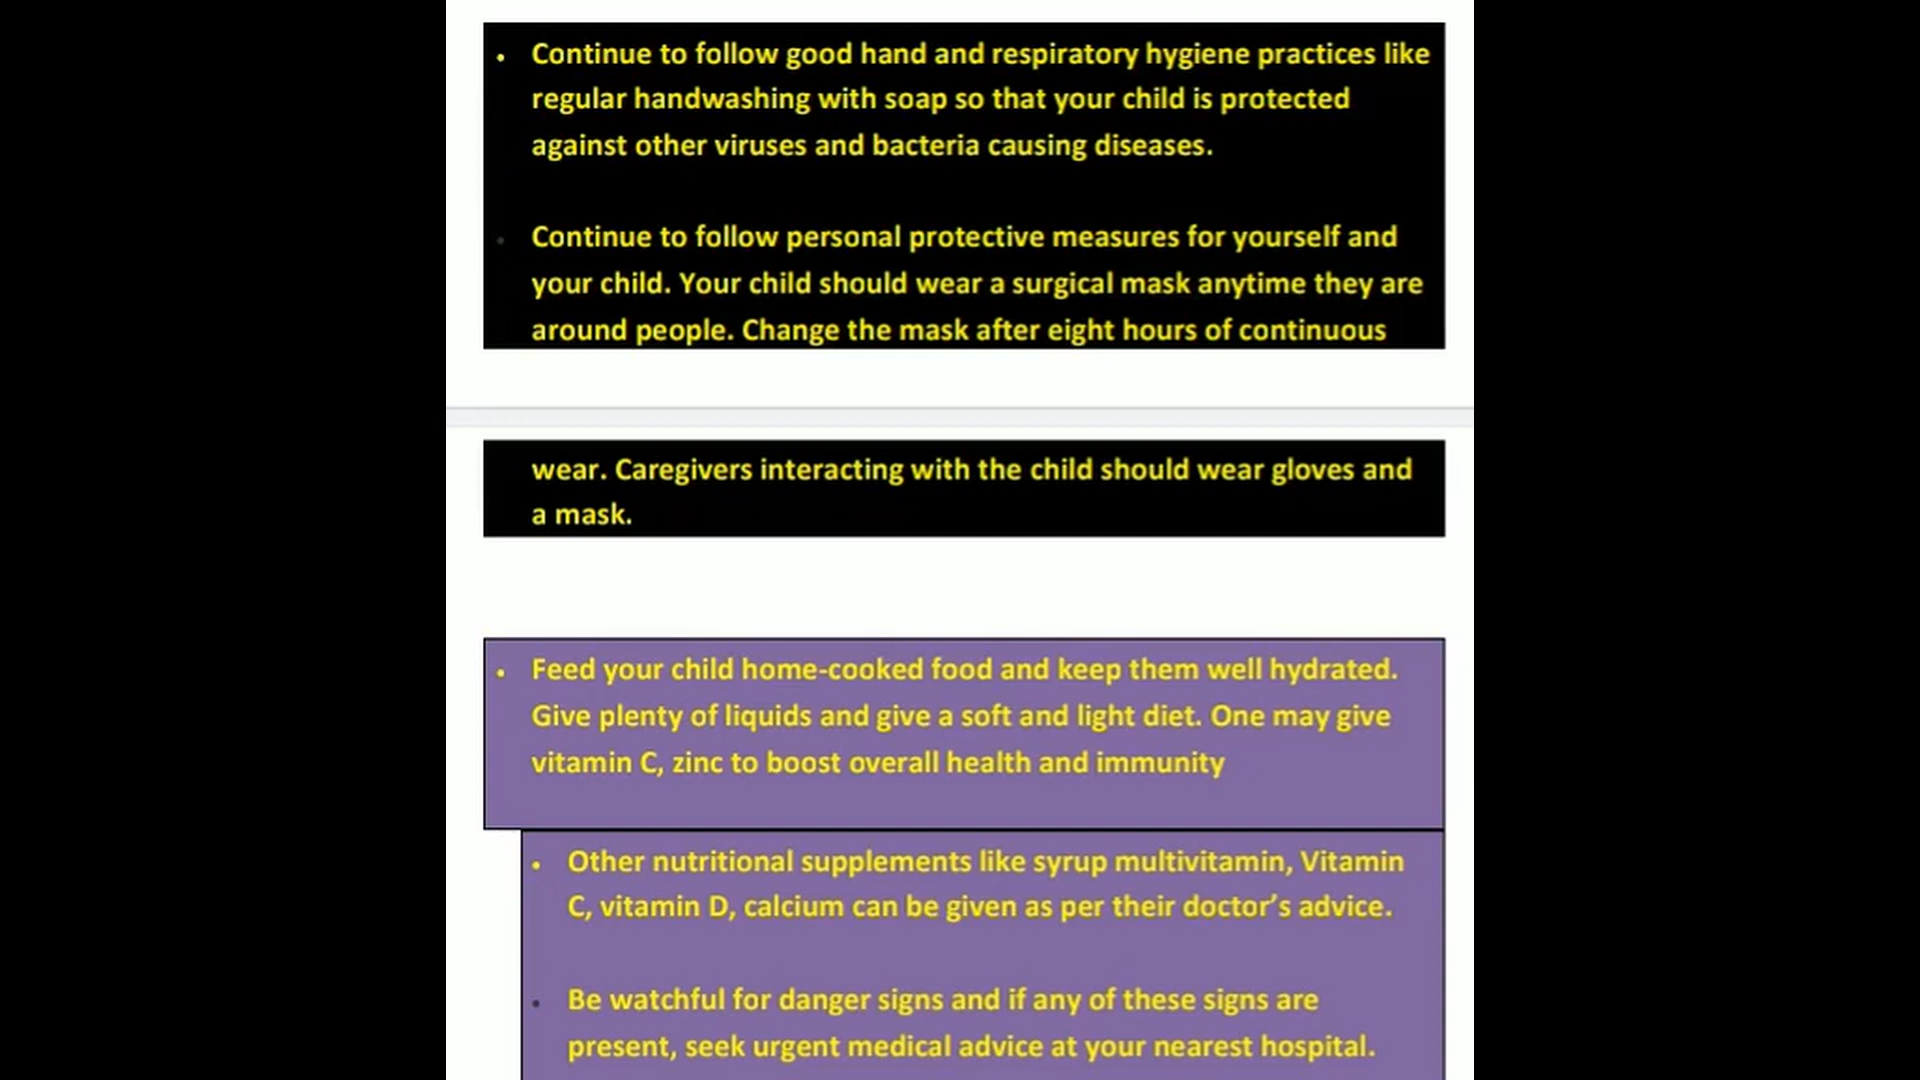 • Continue to follow good hand and respiratory hygiene practices like
regular handwashing with soap so that your child is protected
against other viruses and bacteria causing diseases.
• Continue to follow personal protective measures for yourself and
your child. Your child should wear a surgical mask anytime they are
around people. Change the mask after eight hours of continuous
wear. Caregivers interacting with the child should wear gloves and
a mask.
• Feed your child home-cooked food and keep them well hydrated.
Give plenty of liquids and give a soft and light diet. One may give
vitamin C, zinc to boost overall health and immunity
• Other nutritional supplements like syrup multivitamin, Vitamin
C, vitamin D, calcium can be given as per their doctor’s advice.
• Be watchful for danger signs and if any of these signs are
present, seek urgent medical advice at your nearest hospital.